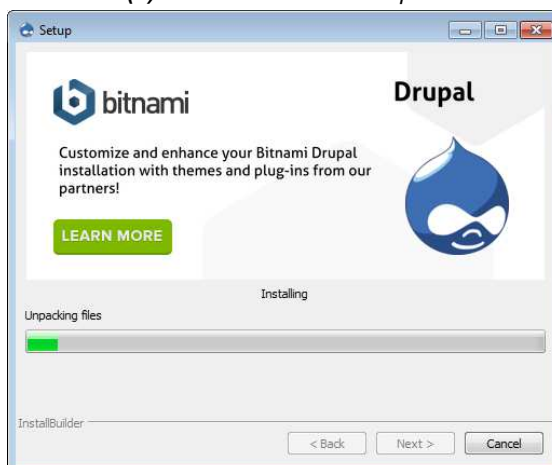 Setup
bitnami
Drupal
Customize and enhance your Bitnami Drupal
installation with themes and plug-ins from our
partners!
LEARN MORE
Installing
Unpacking files
InstallBuilder
< Back
Next >
Cancel